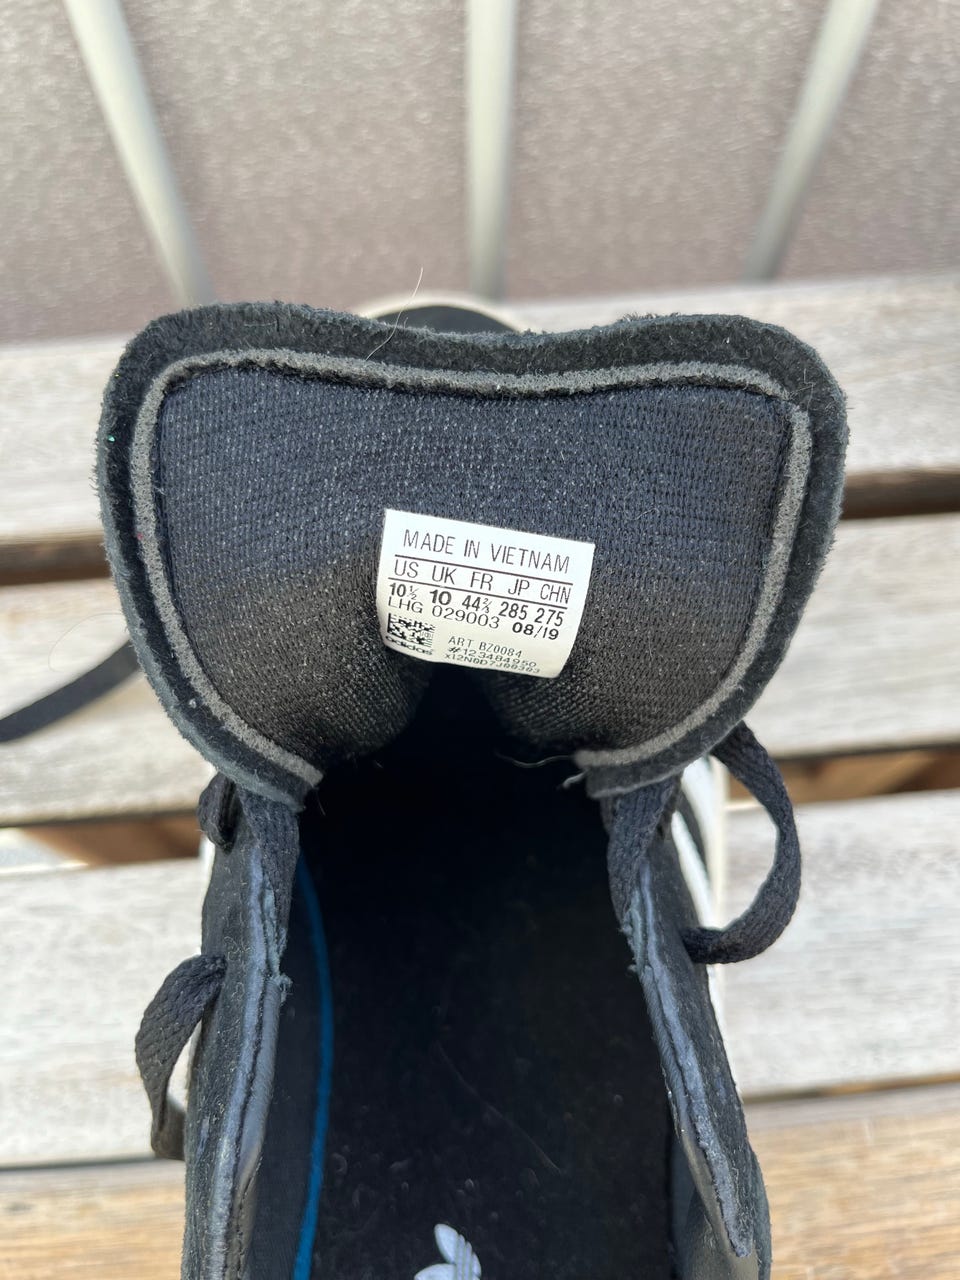 MADE IN VIETNAM
US UK FR JP CHN
10½ 10 44⅔ 285 275
LHG 029003 08/19
adidas
ART BZ0084
#123484950